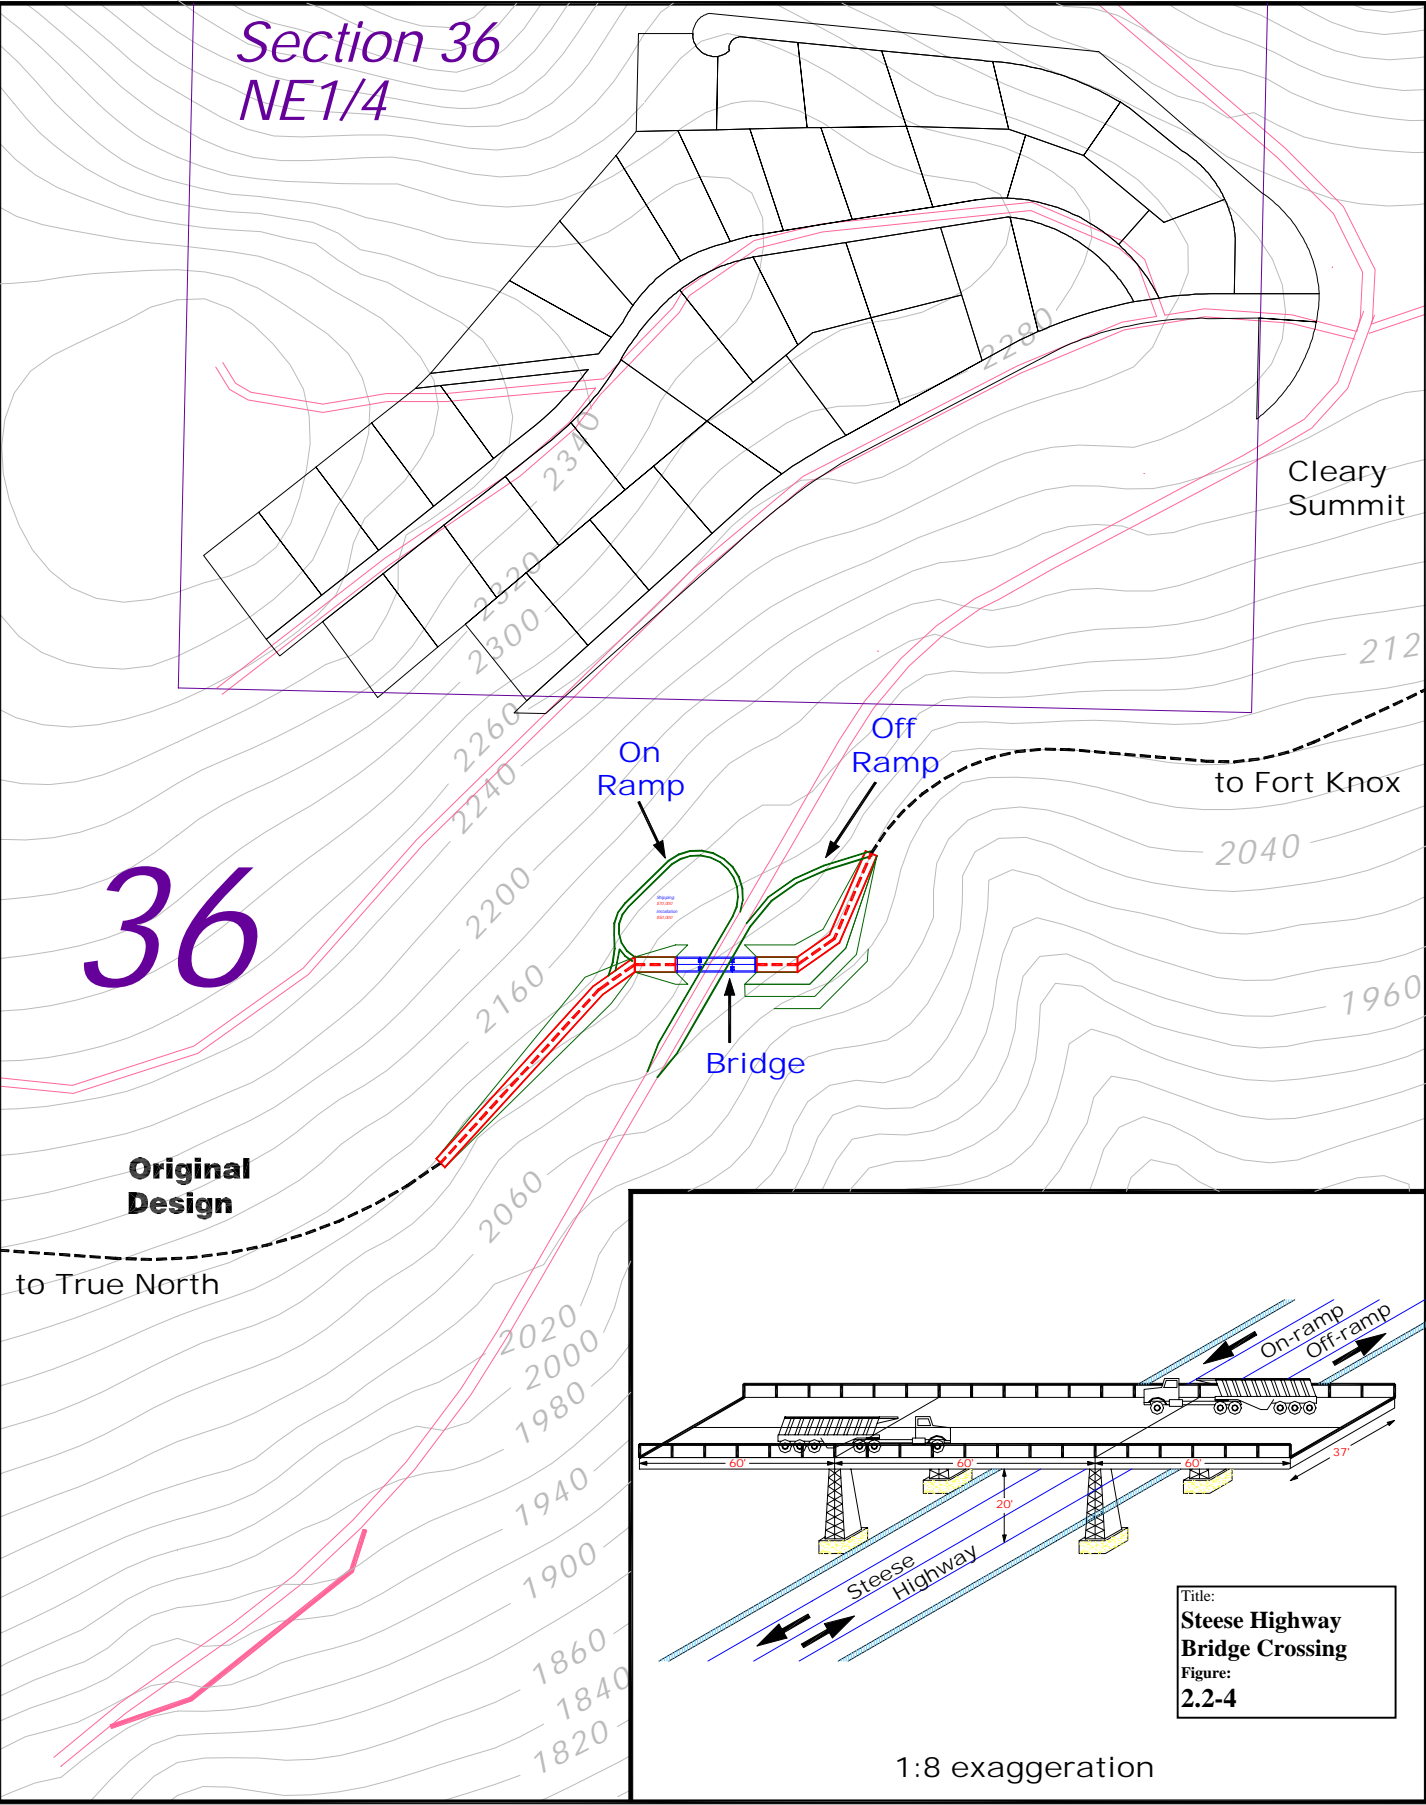 Section 36
NE1/4
2280
2340
Cleary
Summit
2320
2300
212
2260
Off
Ramp
On
Ramp
2240
to Fort Knox
2040
36
2200
Shipping:
Installation
2160
1960
Bridge
Original
Design
2060
to True North
2020
2000
1980
On-ramp
Off-ramp
60'
60'
60'
37'
20'
1940
1900
Steese
Highway
1860
1840
1820
Title:
Steese Highway
Bridge Crossing
Figure:
2.2-4
1:8 exaggeration